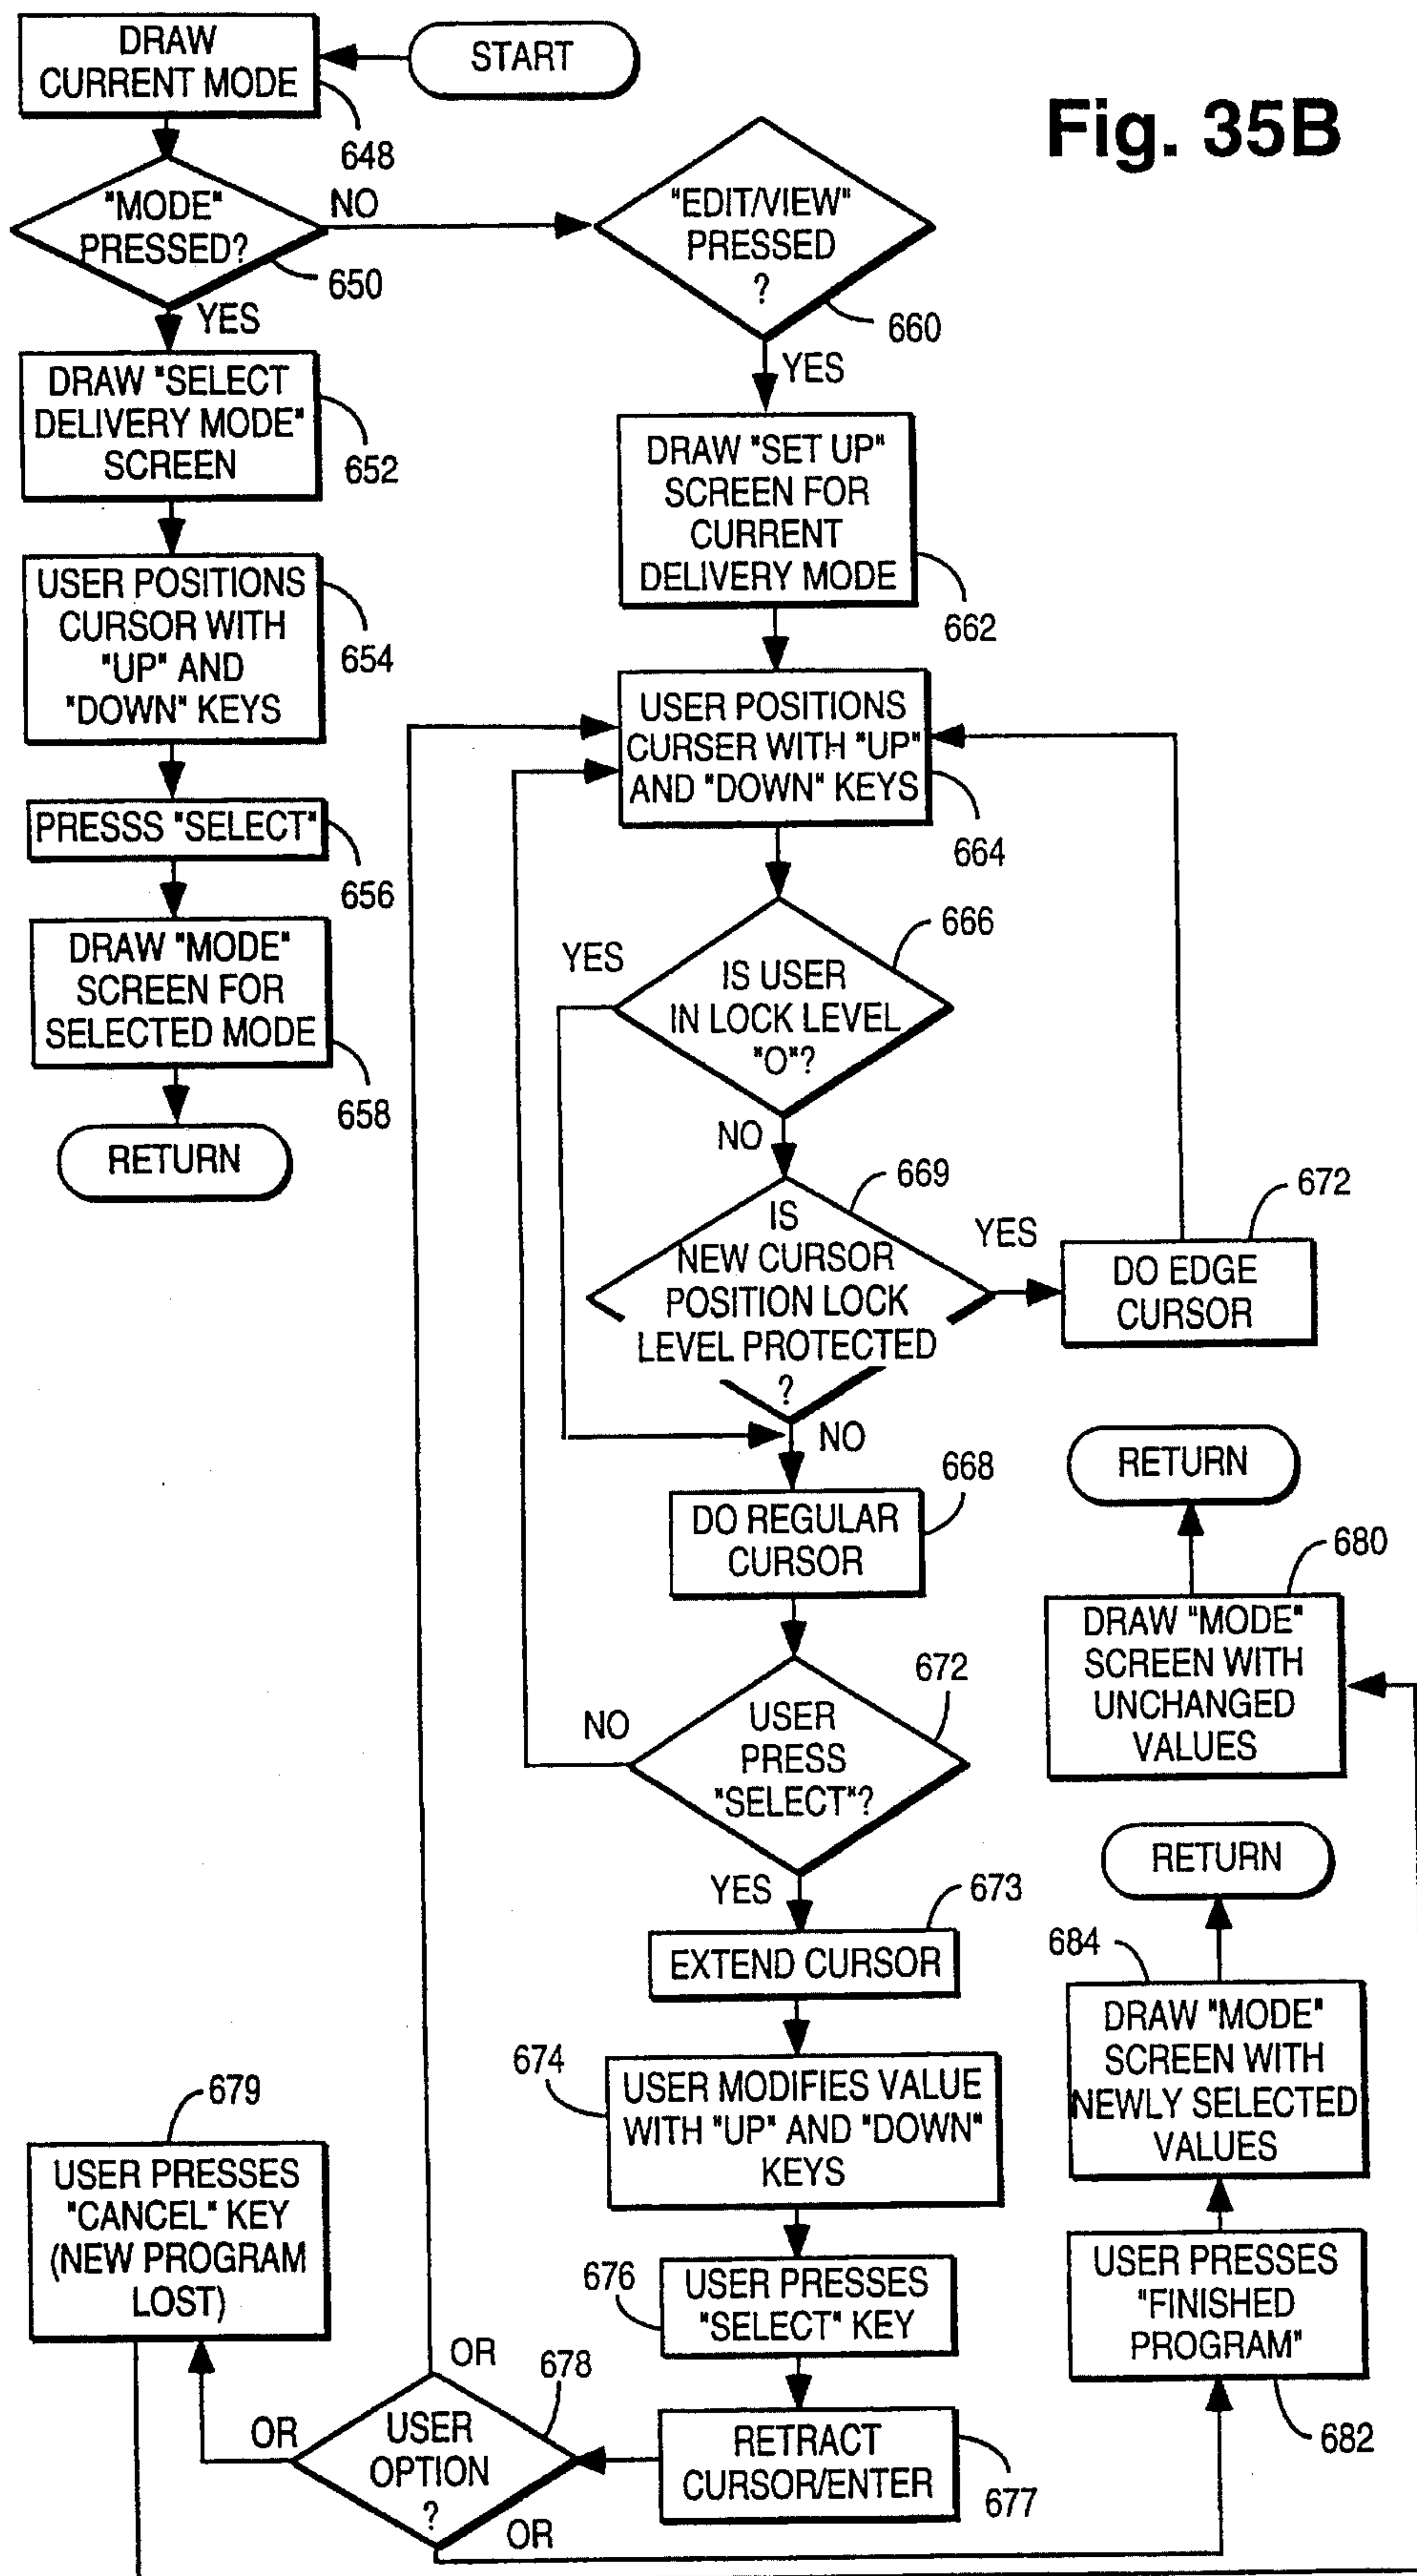 Fig. 35B
START
DRAW
CURRENT MODE
648
"MODE"
PRESSED?
650
NO
YES
DRAW "SELECT
DELIVERY MODE"
SCREEN
652
USER POSITIONS
CURSOR WITH
"UP" AND
"DOWN" KEYS
654
PRESSS "SELECT"
656
DRAW "MODE"
SCREEN FOR
SELECTED MODE
658
RETURN
"EDIT/VIEW"
PRESSED
?
660
YES
DRAW "SET UP"
SCREEN FOR
CURRENT
DELIVERY MODE
662
USER POSITIONS
CURSER WITH "UP"
AND "DOWN" KEYS
664
666
YES
IS USER
IN LOCK LEVEL
"O"?
NO
669
IS
NEW CURSOR
POSITION LOCK
LEVEL PROTECTED
?
YES
672
DO EDGE
CURSOR
NO
668
DO REGULAR
CURSOR
672
NO
USER
PRESS
"SELECT"?
YES
673
EXTEND CURSOR
674
USER MODIFIES VALUE
WITH "UP" AND "DOWN"
KEYS
676
USER PRESSES
"SELECT" KEY
RETRACT
CURSOR/ENTER
677
678
USER
OPTION
?
OR
OR
OR
679
USER PRESSES
"CANCEL" KEY
(NEW PROGRAM
LOST)
RETURN
680
DRAW "MODE"
SCREEN WITH
UNCHANGED
VALUES
RETURN
684
DRAW "MODE"
SCREEN WITH
NEWLY SELECTED
VALUES
USER PRESSES
"FINISHED
PROGRAM"
682